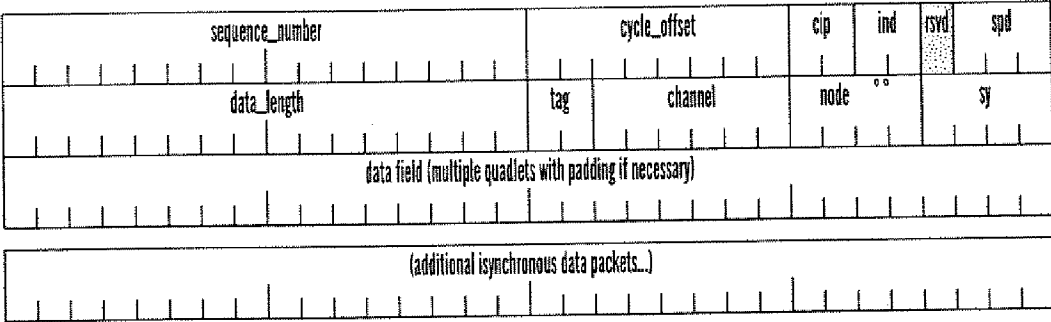 sequence_number cycle_offset cip ind rsvd spd
data_length tag channel node sy
data field (multiple quadlets with padding if necessary)
(additional isynchronous data packets...)